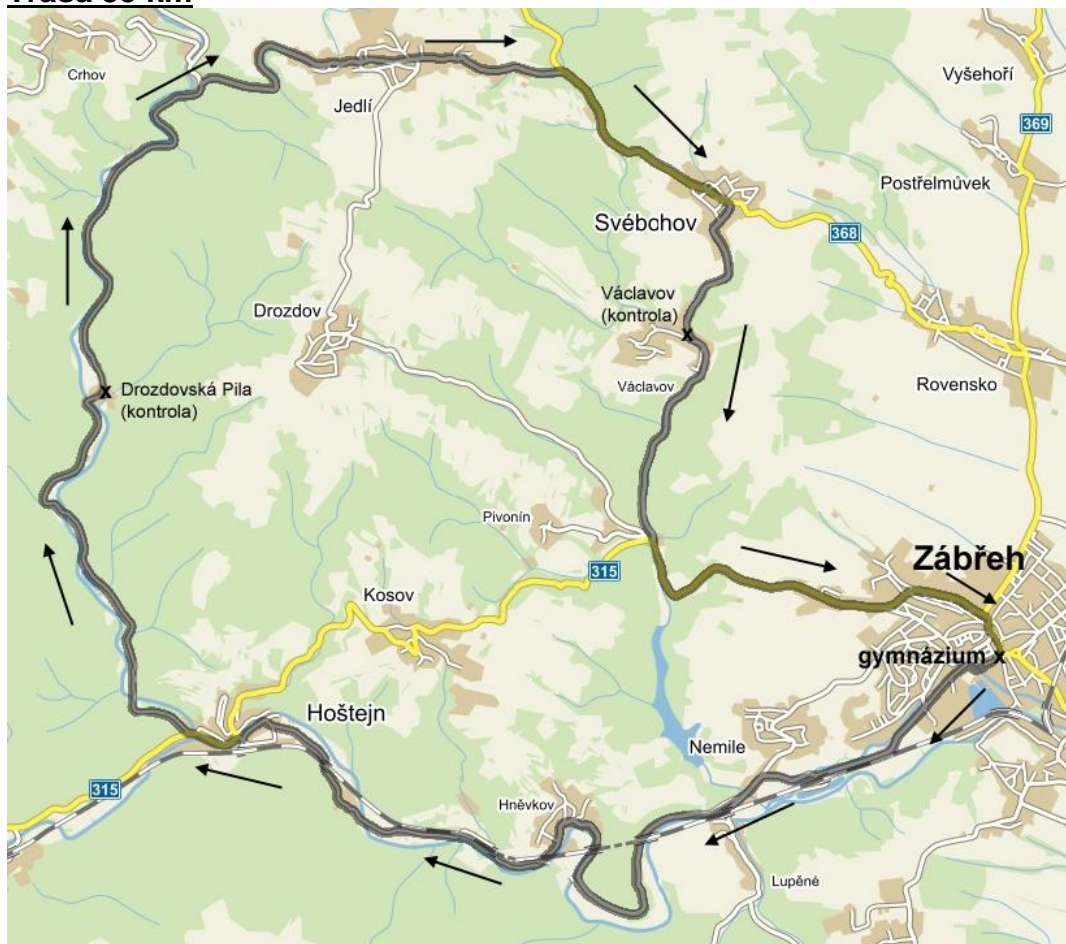 Crhov
Jedlí
Vyšehoří
369
Postřelmůvek
Svébohov
368
Václavov
(kontrola)
x
Drozdov
Václavov
Rovensko
x Drozdovská Pila
(kontrola)
Pivonín
315
Zábřeh
Kosov
gymnázium x
Hoštejn
Nemile
315
Hněvkov
Lupěné